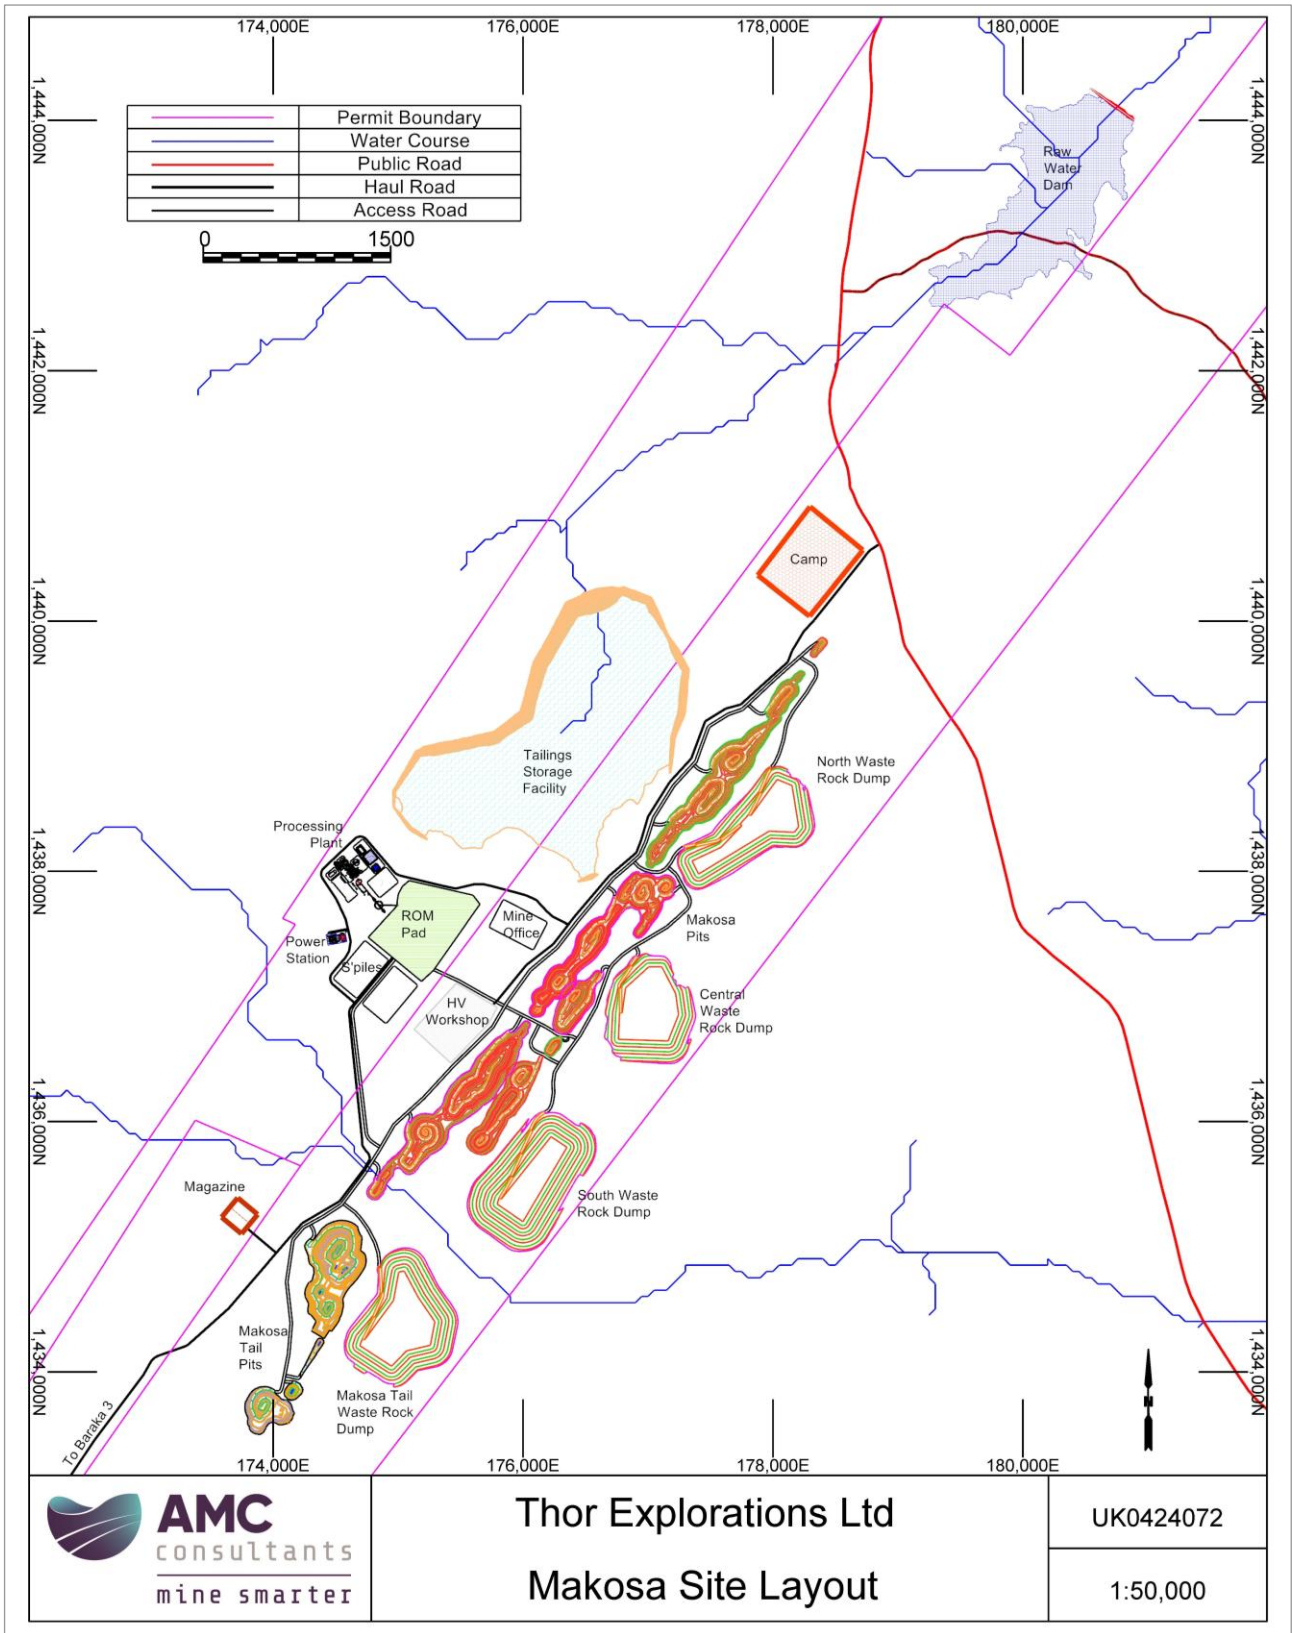 174,000E
176,000E
178,000E
180,000E
1,444,000N
1,444,000N
Permit Boundary
Water Course
Public Road
Haul Road
Access Road
0
1500
Raw
Water
Dam
1,442,000N
1,442,000N
Camp
1,440,000N
1,440,000N
Tailings
Storage
Facility
North Waste
Rock Dump
Processing
Plant
1,438,000N
1,438,000N
ROM
Pad
Mine
Office
Makosa
Pits
Power
Station
S'piles
HV
Workshop
Central
Waste
Rock Dump
1,436,000N
1,436,000N
Magazine
South Waste
Rock Dump
Makosa
Tail
Pits
1,434,000N
1,434,000N
Makosa Tail
Waste Rock
Dump
To Baraka 3
N
174,000E
176,000E
178,000E
180,000E
AMC
consultants
mine smarter
Thor Explorations Ltd
Makosa Site Layout
UK0424072
1:50,000